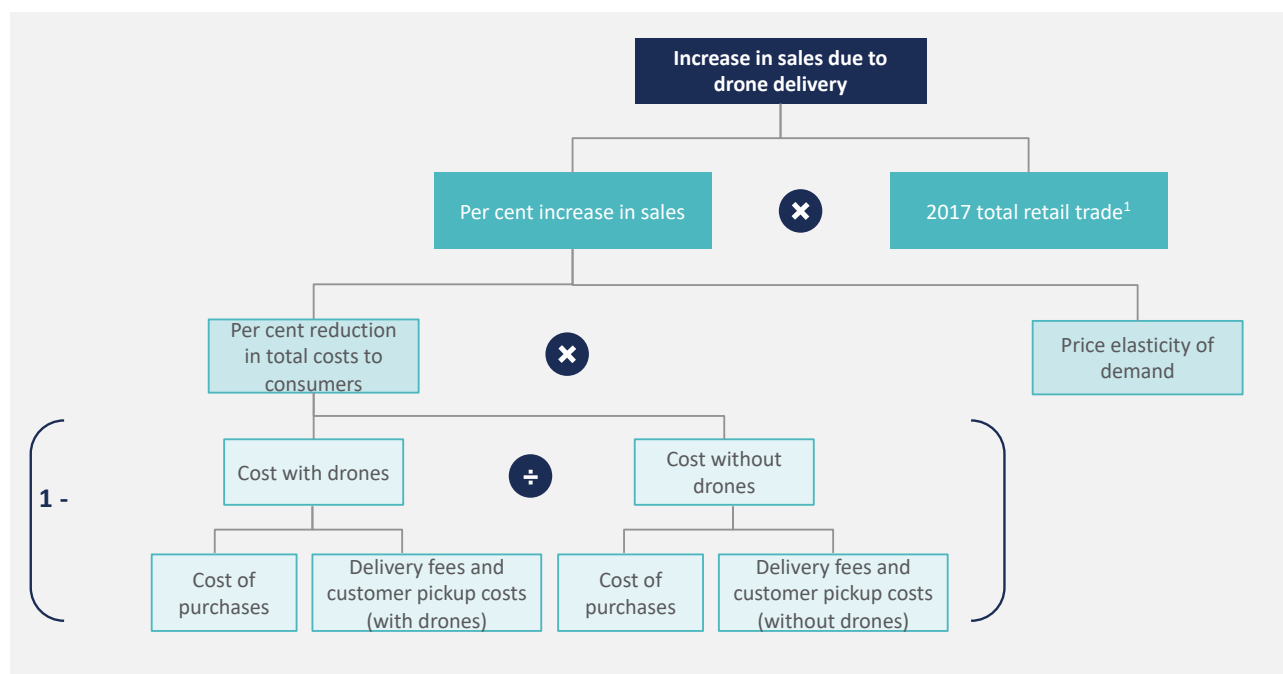 Increase in sales due to
drone delivery
Per cent increase in sales
×
2017 total retail trade¹
Per cent reduction
in total costs to
consumers
×
Price elasticity of
demand
1 -
Cost with drones
÷
Cost without
drones
Cost of
purchases
Delivery fees and
customer pickup costs
(with drones)
Cost of
purchases
Delivery fees and
customer pickup costs
(without drones)